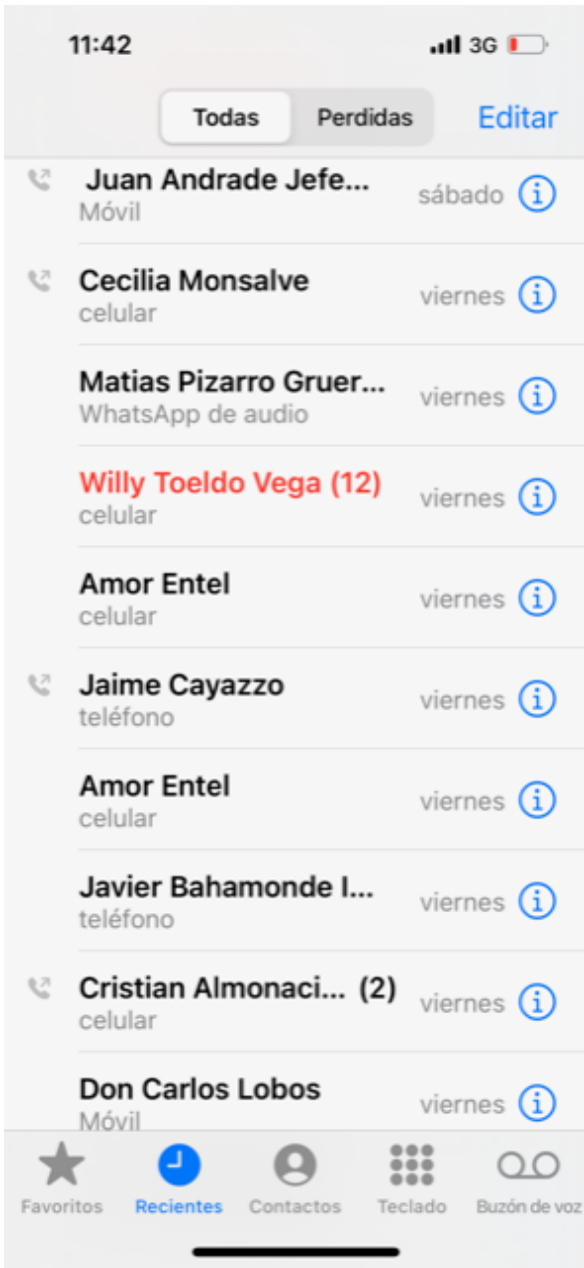 11:42 3G
Todas Perdidas Editar
Juan Andrade Jefe... sábado
Móvil
Cecilia Monsalve viernes
celular
Matias Pizarro Gruer... viernes
WhatsApp de audio
Willy Toeldo Vega (12) viernes
celular
Amor Entel viernes
celular
Jaime Cayazzo viernes
teléfono
Amor Entel viernes
celular
Javier Bahamonde I... viernes
teléfono
Cristian Almonaci... (2) viernes
celular
Don Carlos Lobos viernes
Móvil
Favoritos Recientes Contactos Teclado Buzón de voz